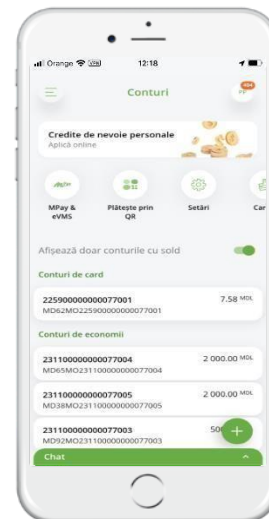 Orange VPN 12:18
Conturi
Credite de nevoie personale
Aplică online
MPay & eVMS
Plătește prin QR
Setări
Car
Afișează doar conturile cu sold
Conturi de card
225900000000077001 7.58 MDL
MD62MO225900000000077001
Conturi de economii
231100000000077004 2 000.00 MDL
MD65MO231100000000077004
231100000000077005 2 000.00 MDL
MD38MO231100000000077005
231100000000077003 50
MD92MO231100000000077003
Chat